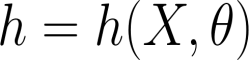 h = h(X, θ)